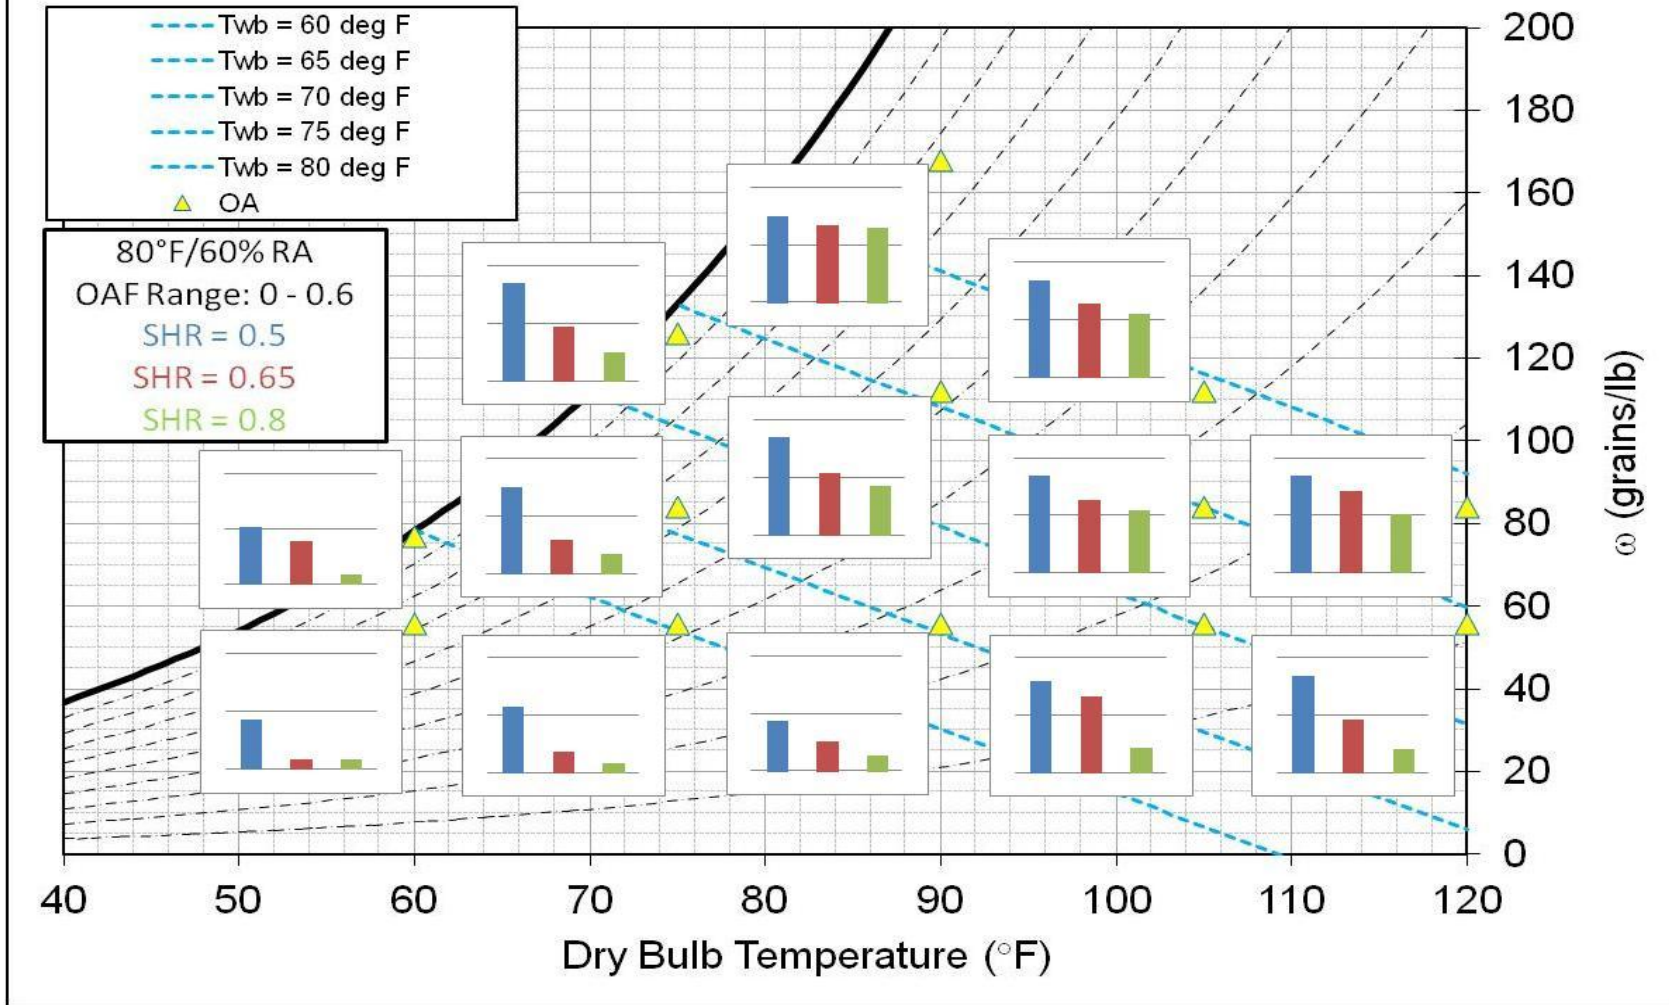 Twb = 60 deg F
Twb = 65 deg F
Twb = 70 deg F
Twb = 75 deg F
Twb = 80 deg F
OA
80°F/60% RA
OAF Range: 0 - 0.6
SHR = 0.5
SHR = 0.65
SHR = 0.8
200
180
160
140
120
100
80
60
40
20
0
ω (grains/lb)
40 50 60 70 80 90 100 110 120
Dry Bulb Temperature (°F)